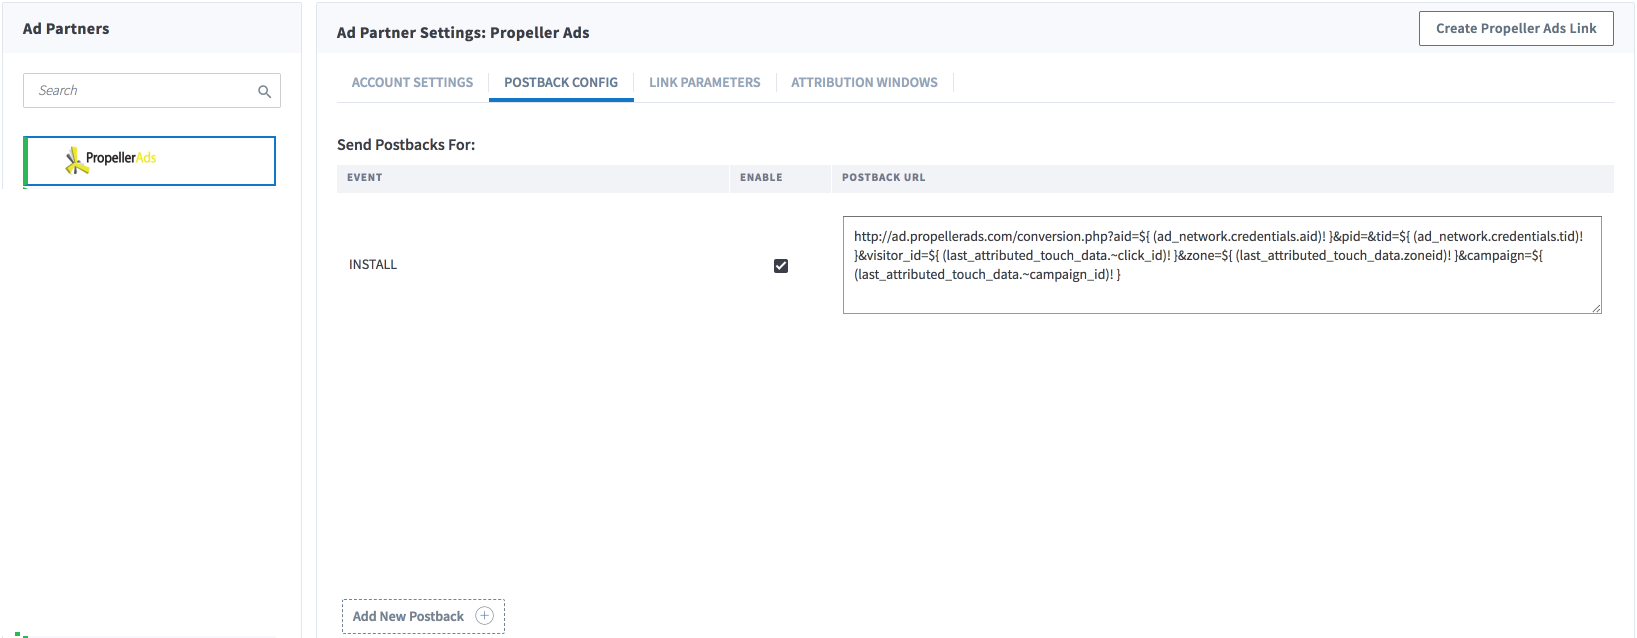 Ad Partners
Search
PropellerAds
Ad Partner Settings: Propeller Ads
Create Propeller Ads Link
ACCOUNT SETTINGS
POSTBACK CONFIG
LINK PARAMETERS
ATTRIBUTION WINDOWS
Send Postbacks For:
EVENT
ENABLE
POSTBACK URL
INSTALL
http://ad.propellerads.com/conversion.php?aid=${ (ad_network.credentials.aid)! }&pid=&tid=${ (ad_network.credentials.tid)!
}&visitor_id=${ (last_attributed_touch_data.~click_id)! }&zone=${ (last_attributed_touch_data.zoneid)! }&campaign=${
(last_attributed_touch_data.~campaign_id)! }
Add New Postback